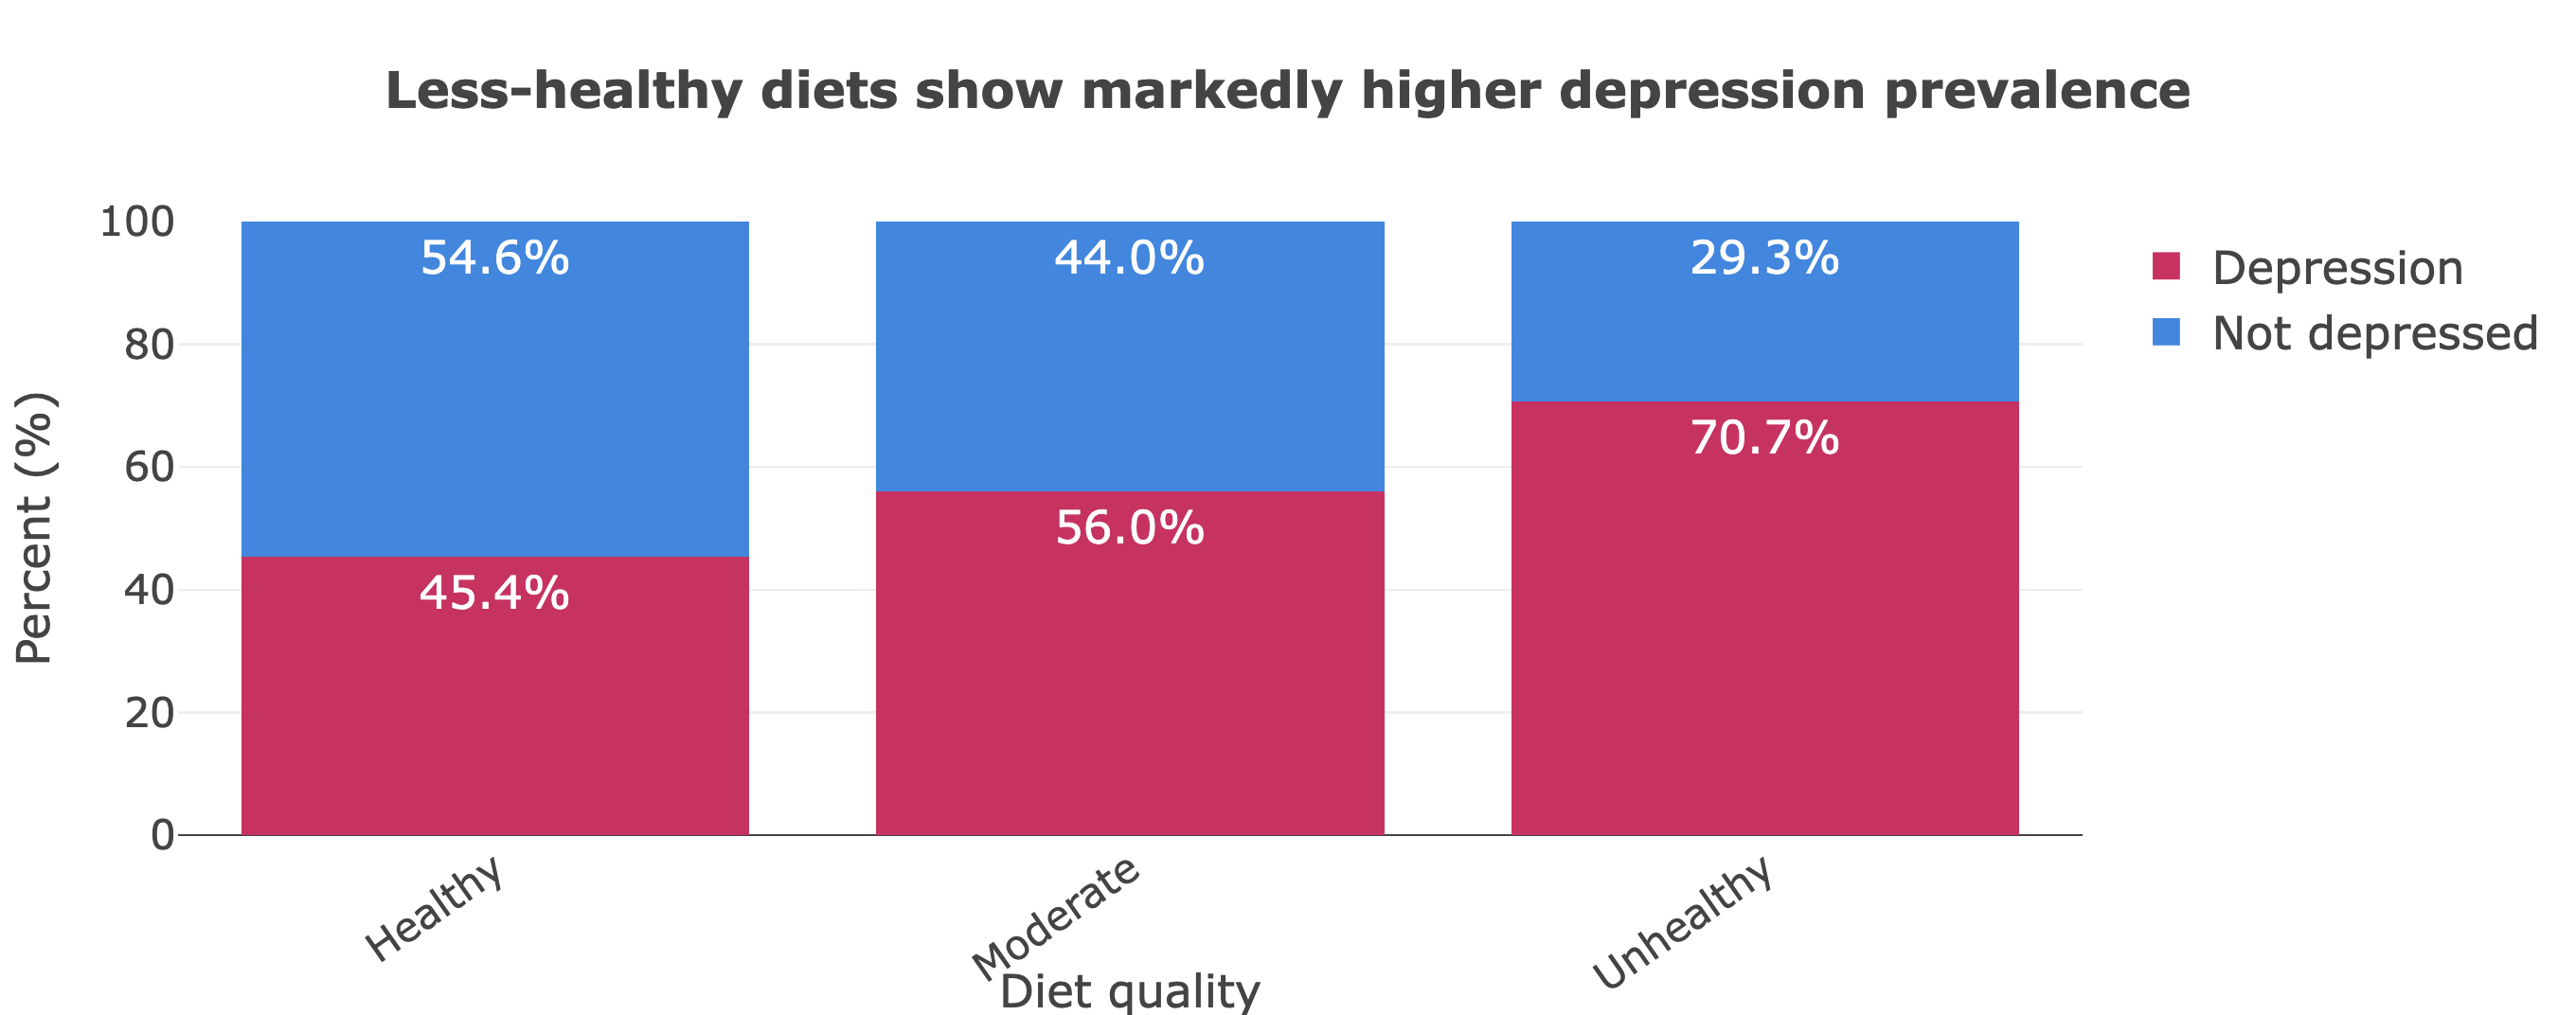 Less-healthy diets show markedly higher depression prevalence
100
80
60
40
20
0
Percent (%)
54.6%
45.4%
44.0%
56.0%
29.3%
70.7%
Healthy
Moderate
Unhealthy
Diet quality
Depression
Not depressed